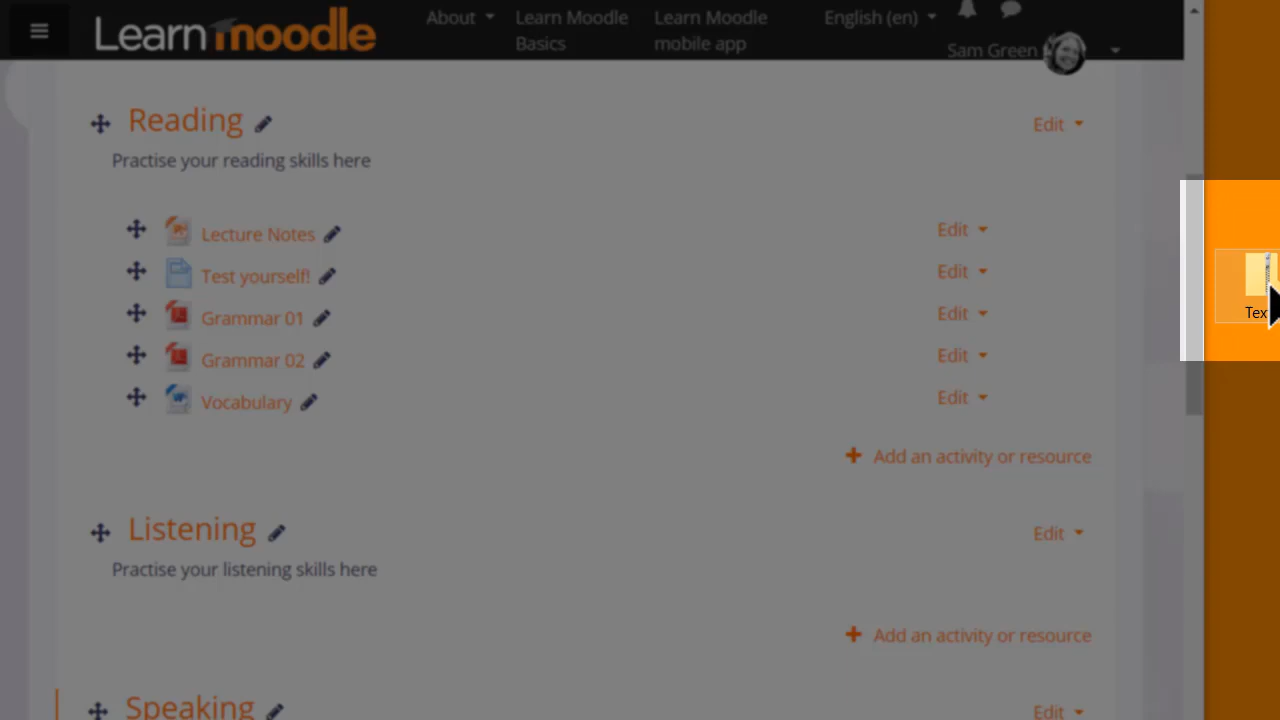 Learn moodle
About
Learn Moodle Basics
Learn Moodle mobile app
English (en)
Sam Green
Reading
Edit
Practise your reading skills here
Lecture Notes
Edit
Test yourself!
Edit
Grammar 01
Edit
Grammar 02
Edit
Vocabulary
Edit
Add an activity or resource
Listening
Edit
Practise your listening skills here
Add an activity or resource
Speaking
Edit